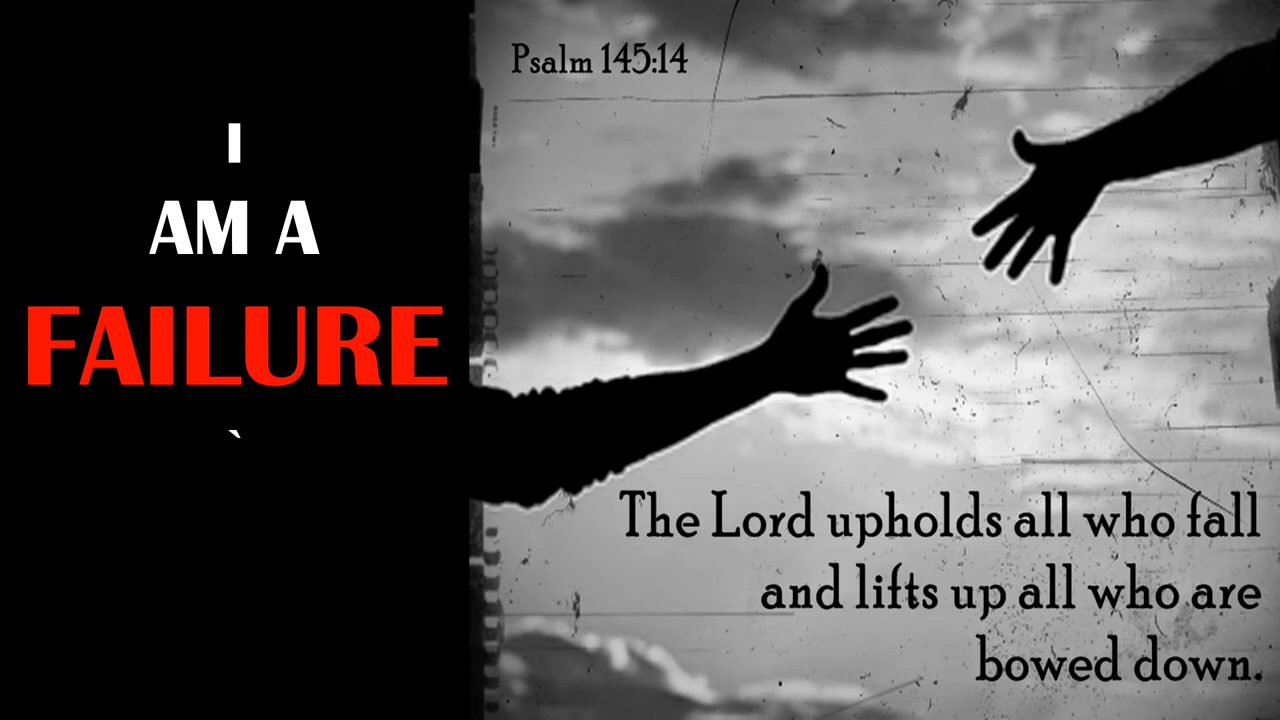 I
AM A
FAILURE
`
Psalm 145:14
The Lord upholds all who fall
and lifts up all who are
bowed down.